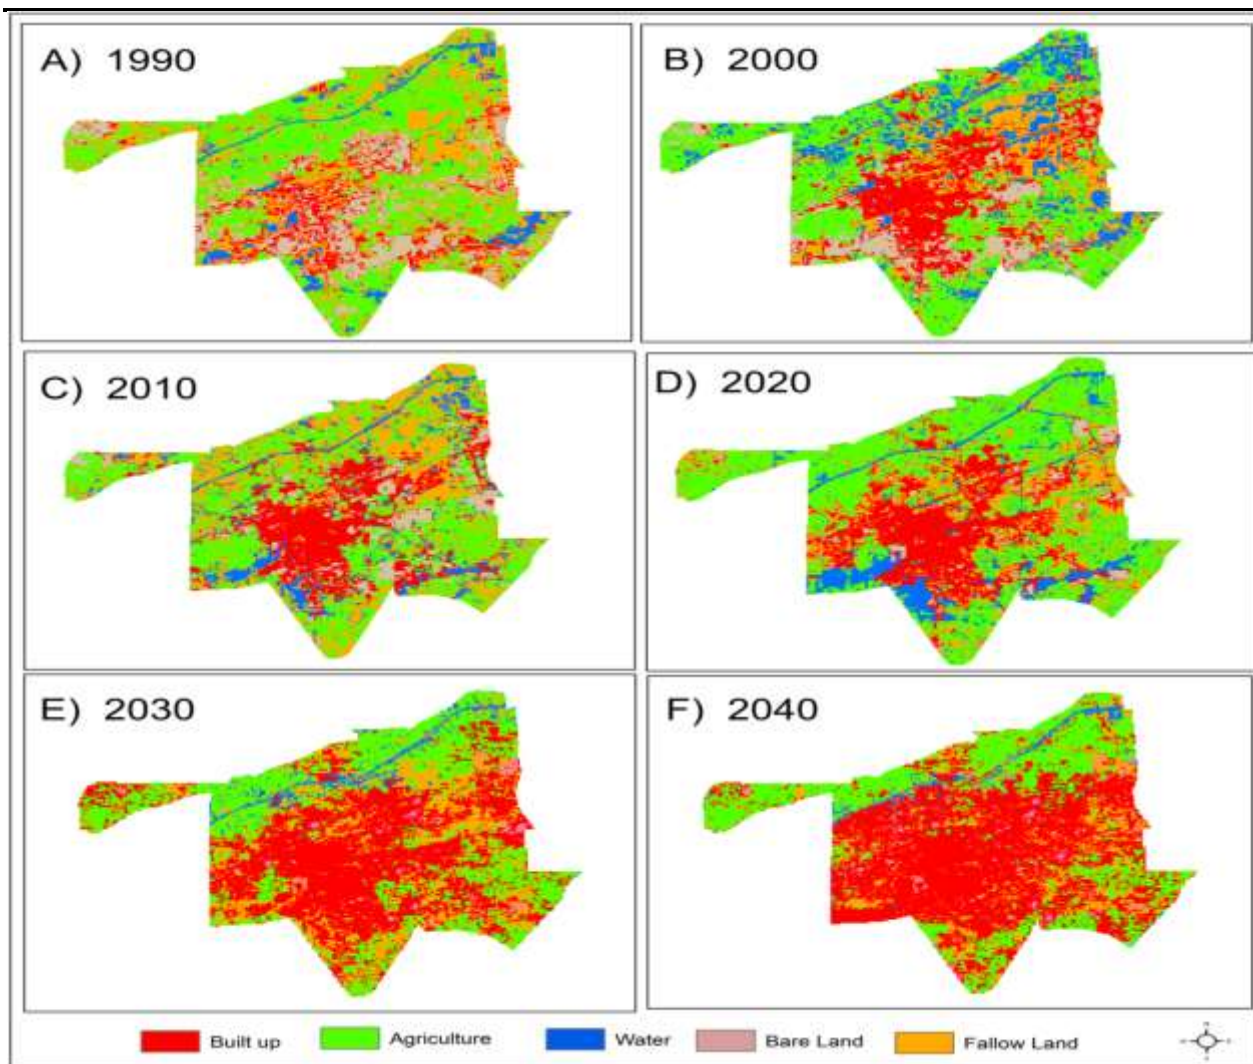 A) 1990
B) 2000
C) 2010
D) 2020
E) 2030
F) 2040
Built up Agriculture Water Bare Land Fallow Land